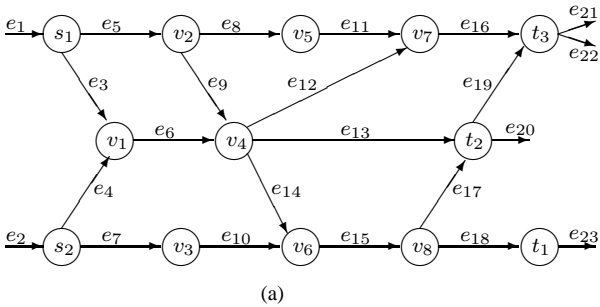 e21
e1 s1 e5 v2 e8 v5 e11 v7 e16 t3
e22
e3 e9 e12 e19
v1 e6 v4 e13 t2 e20
e4 e14 e17
e2 s2 e7 v3 e10 v6 e15 v8 e18 t1 e23
(a)